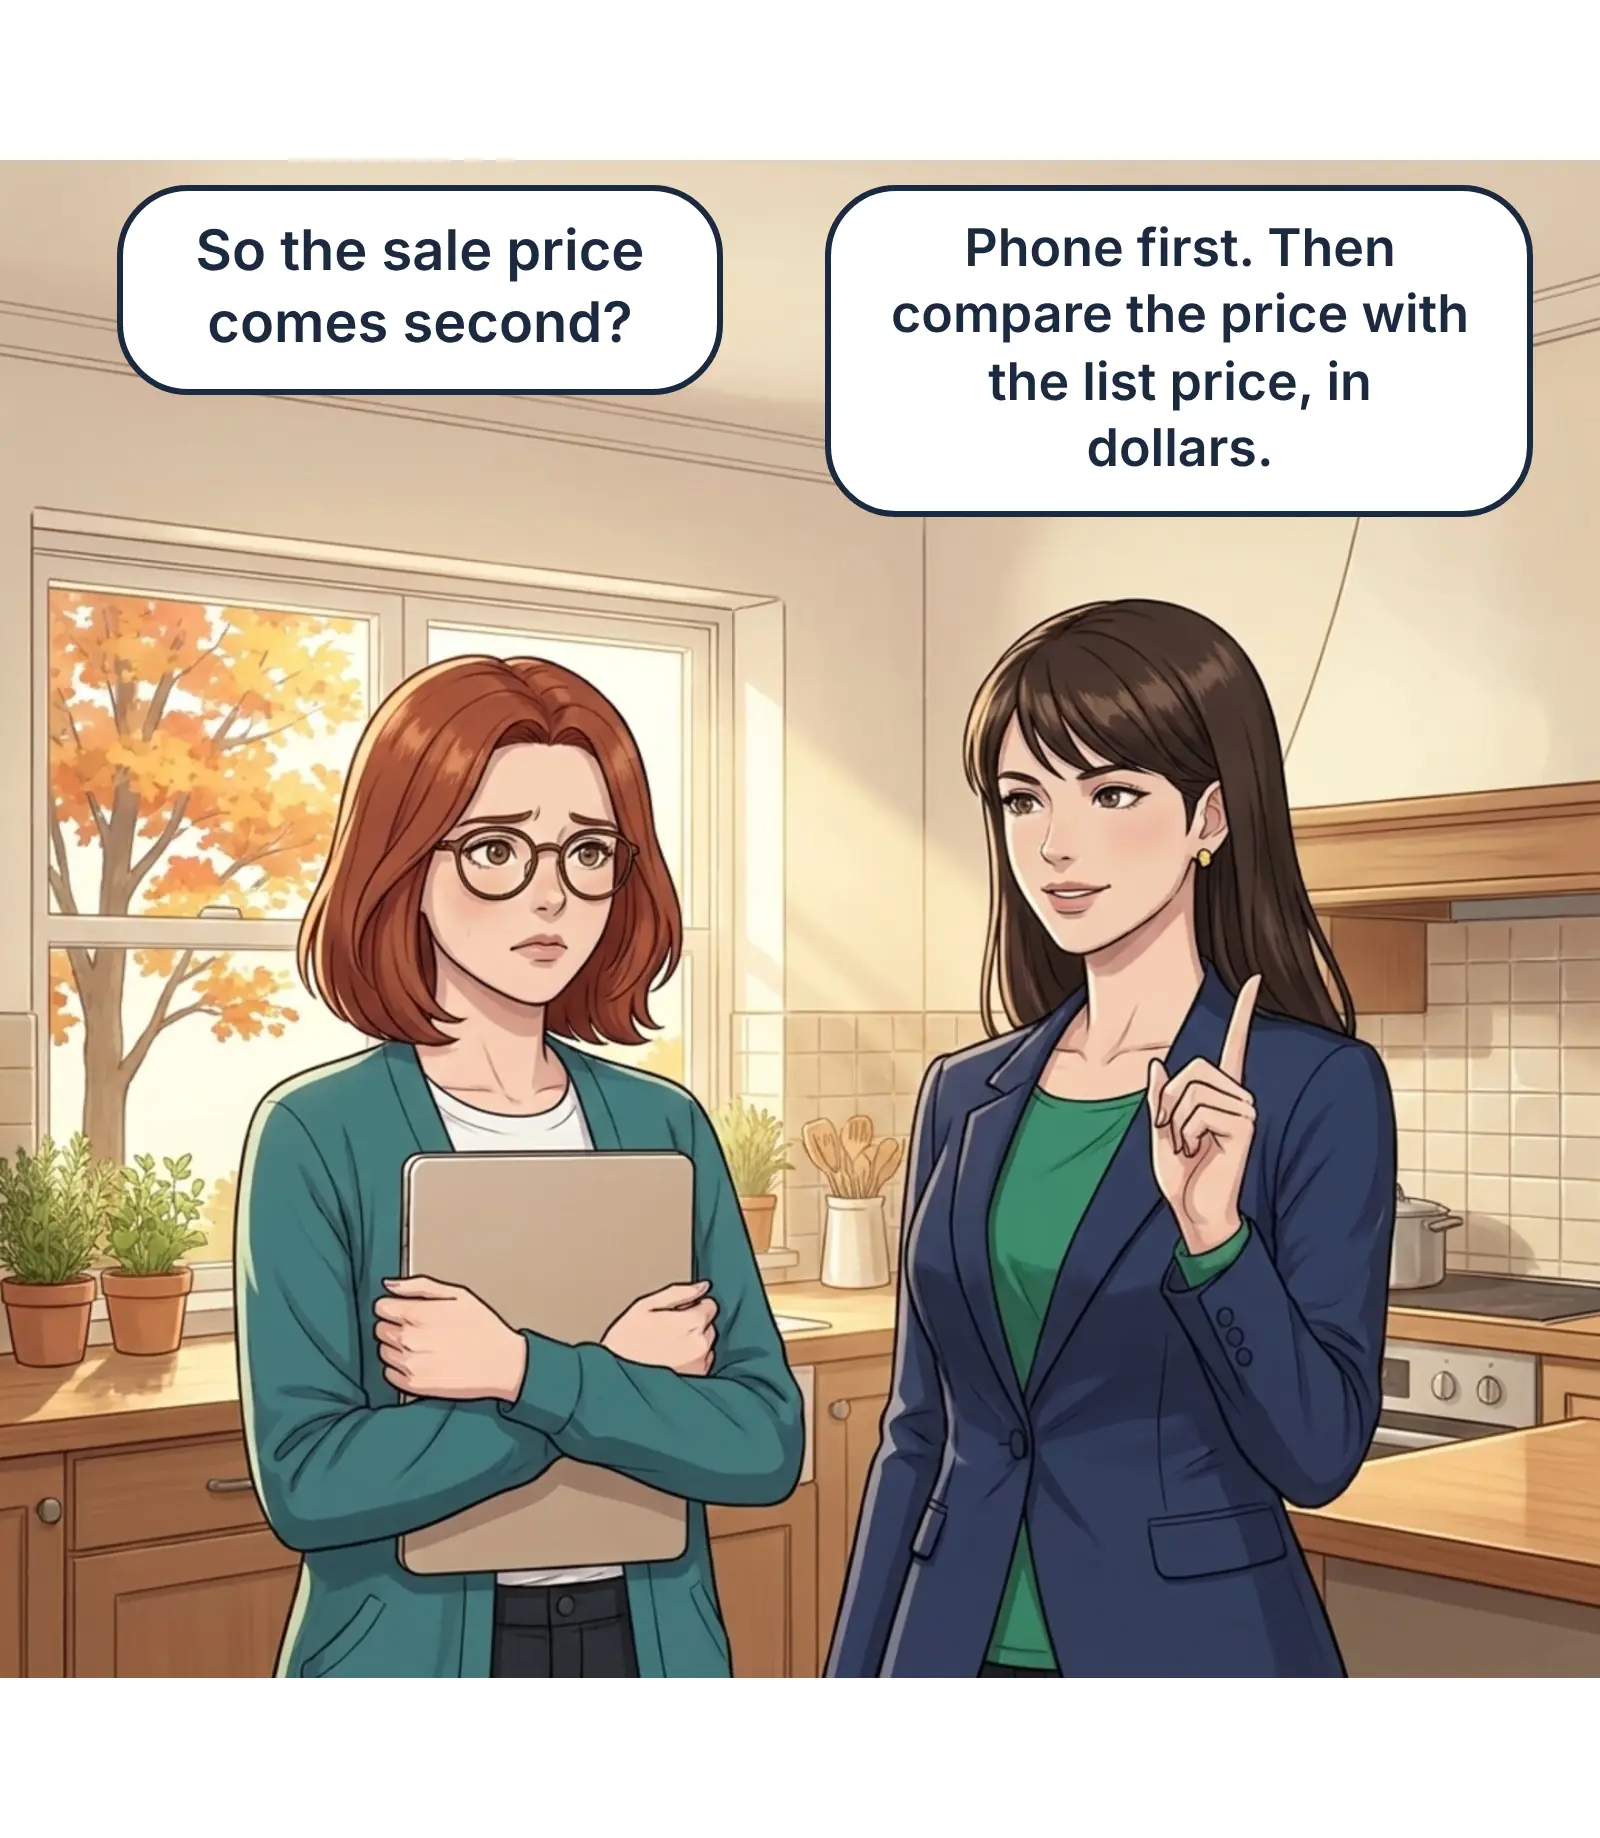 So the sale price
comes second?
Phone first. Then
compare the price with
the list price, in
dollars.